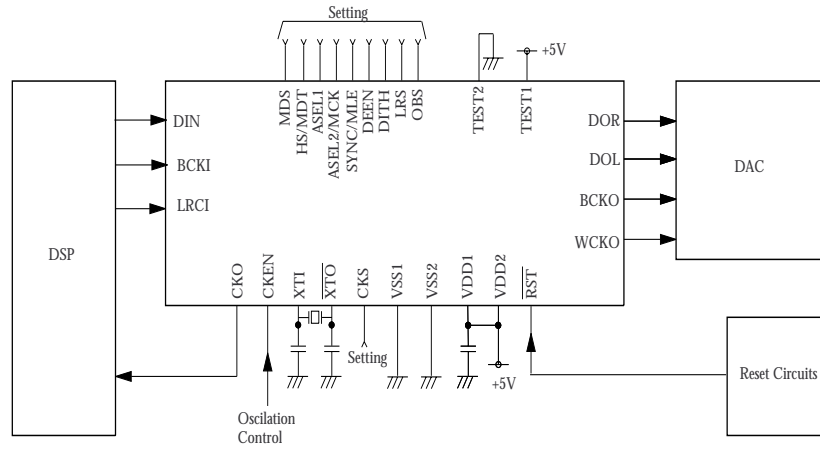 Setting
+5V
MDS
HS/MDT
ASEL1
ASEL2/MCK
SYNC/MLE
DEEN
DITH
LRS
OBS
TEST2
TEST1
DIN
BCKI
LRCI
DSP
DOR
DOL
BCKO
WCKO
DAC
CKO
CKEN
XTI
XTO
CKS
VSS1
VSS2
VDD1
VDD2
RST
Setting
+5V
Reset Circuits
Oscilation
Control